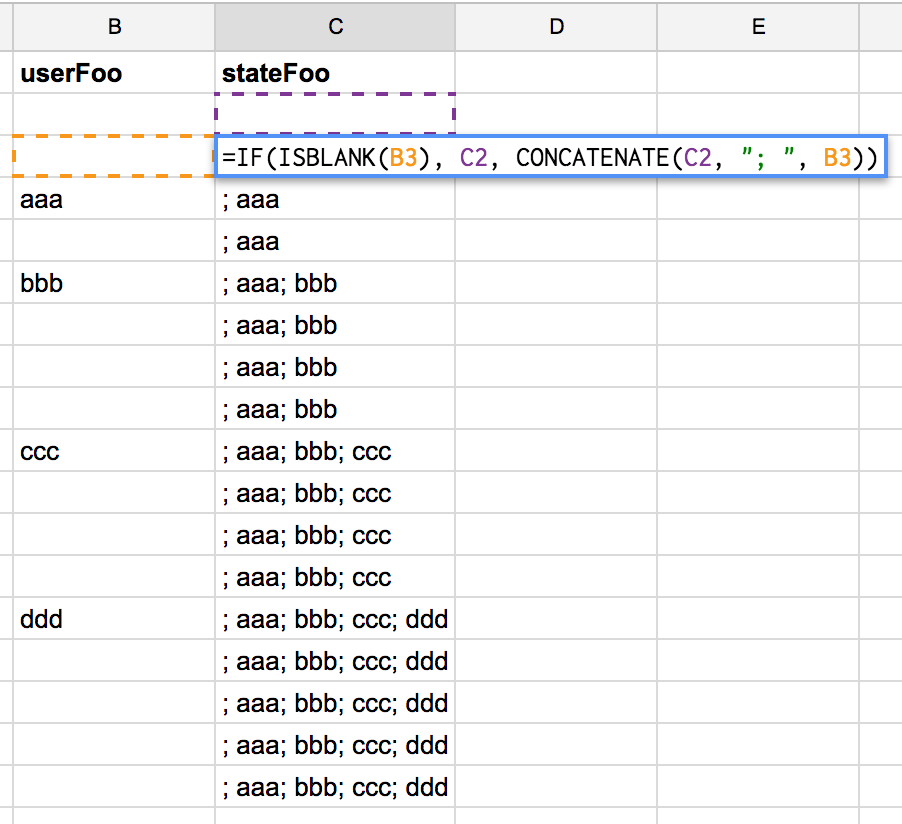 B C D E
userFoo stateFoo
=IF(ISBLANK(B3), C2, CONCATENATE(C2, "; ", B3))
aaa ; aaa
; aaa
bbb ; aaa; bbb
; aaa; bbb
; aaa; bbb
; aaa; bbb
ccc ; aaa; bbb; ccc
; aaa; bbb; ccc
; aaa; bbb; ccc
; aaa; bbb; ccc
ddd ; aaa; bbb; ccc; ddd
; aaa; bbb; ccc; ddd
; aaa; bbb; ccc; ddd
; aaa; bbb; ccc; ddd
; aaa; bbb; ccc; ddd